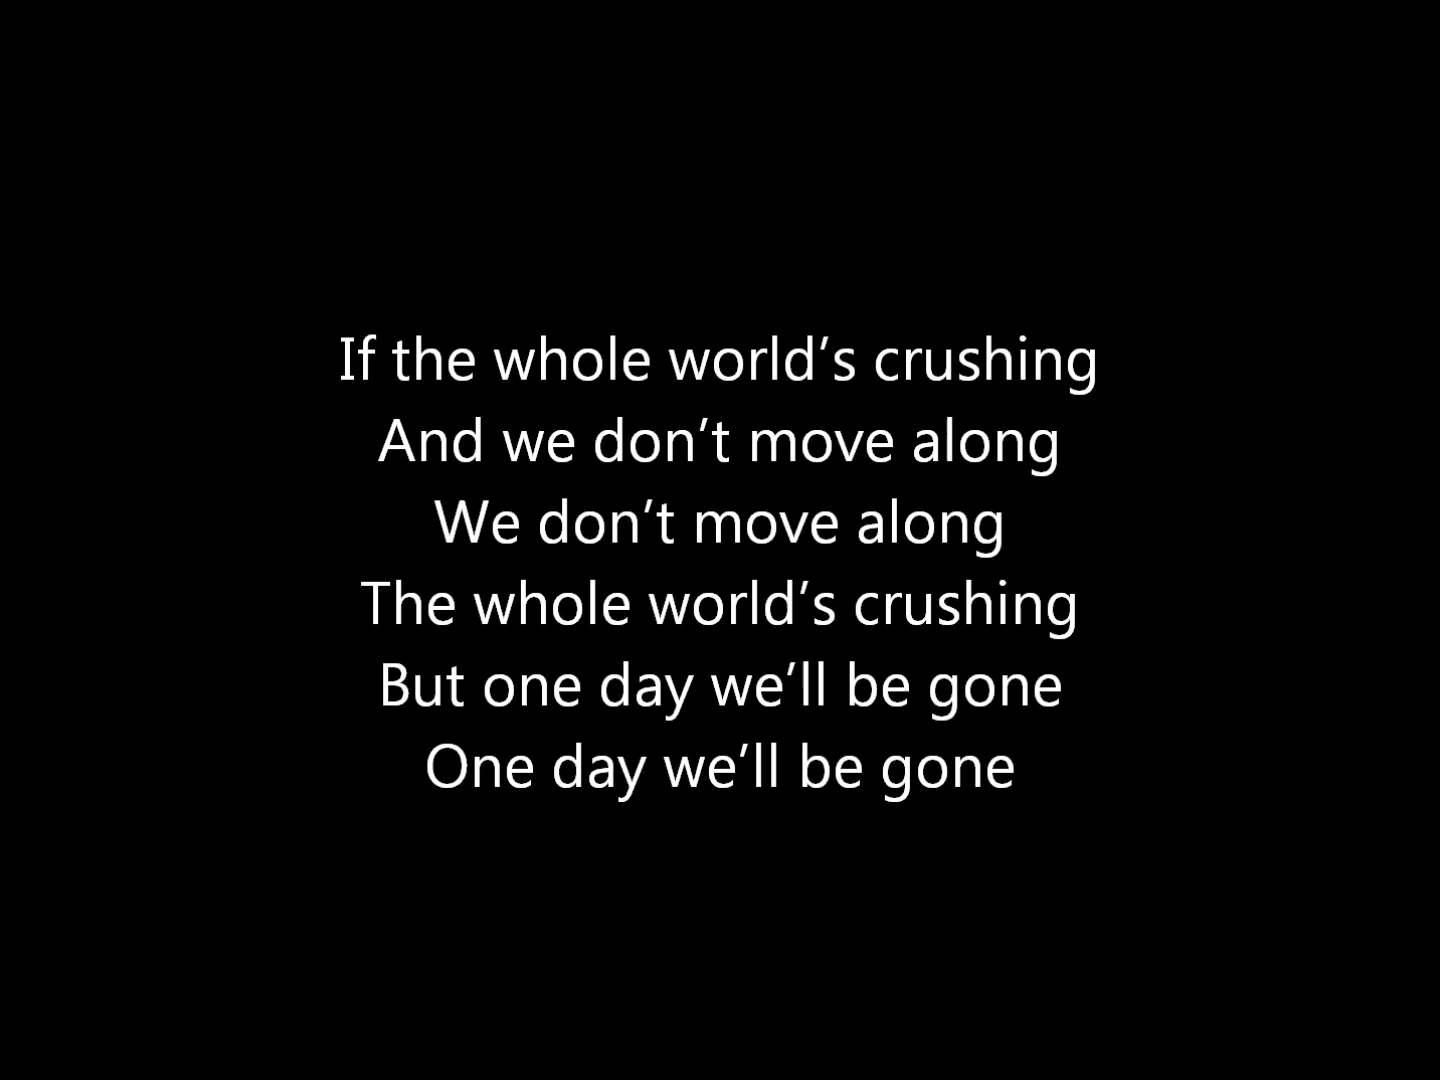 If the whole world’s crushing
And we don’t move along
We don’t move along
The whole world’s crushing
But one day we’ll be gone
One day we’ll be gone